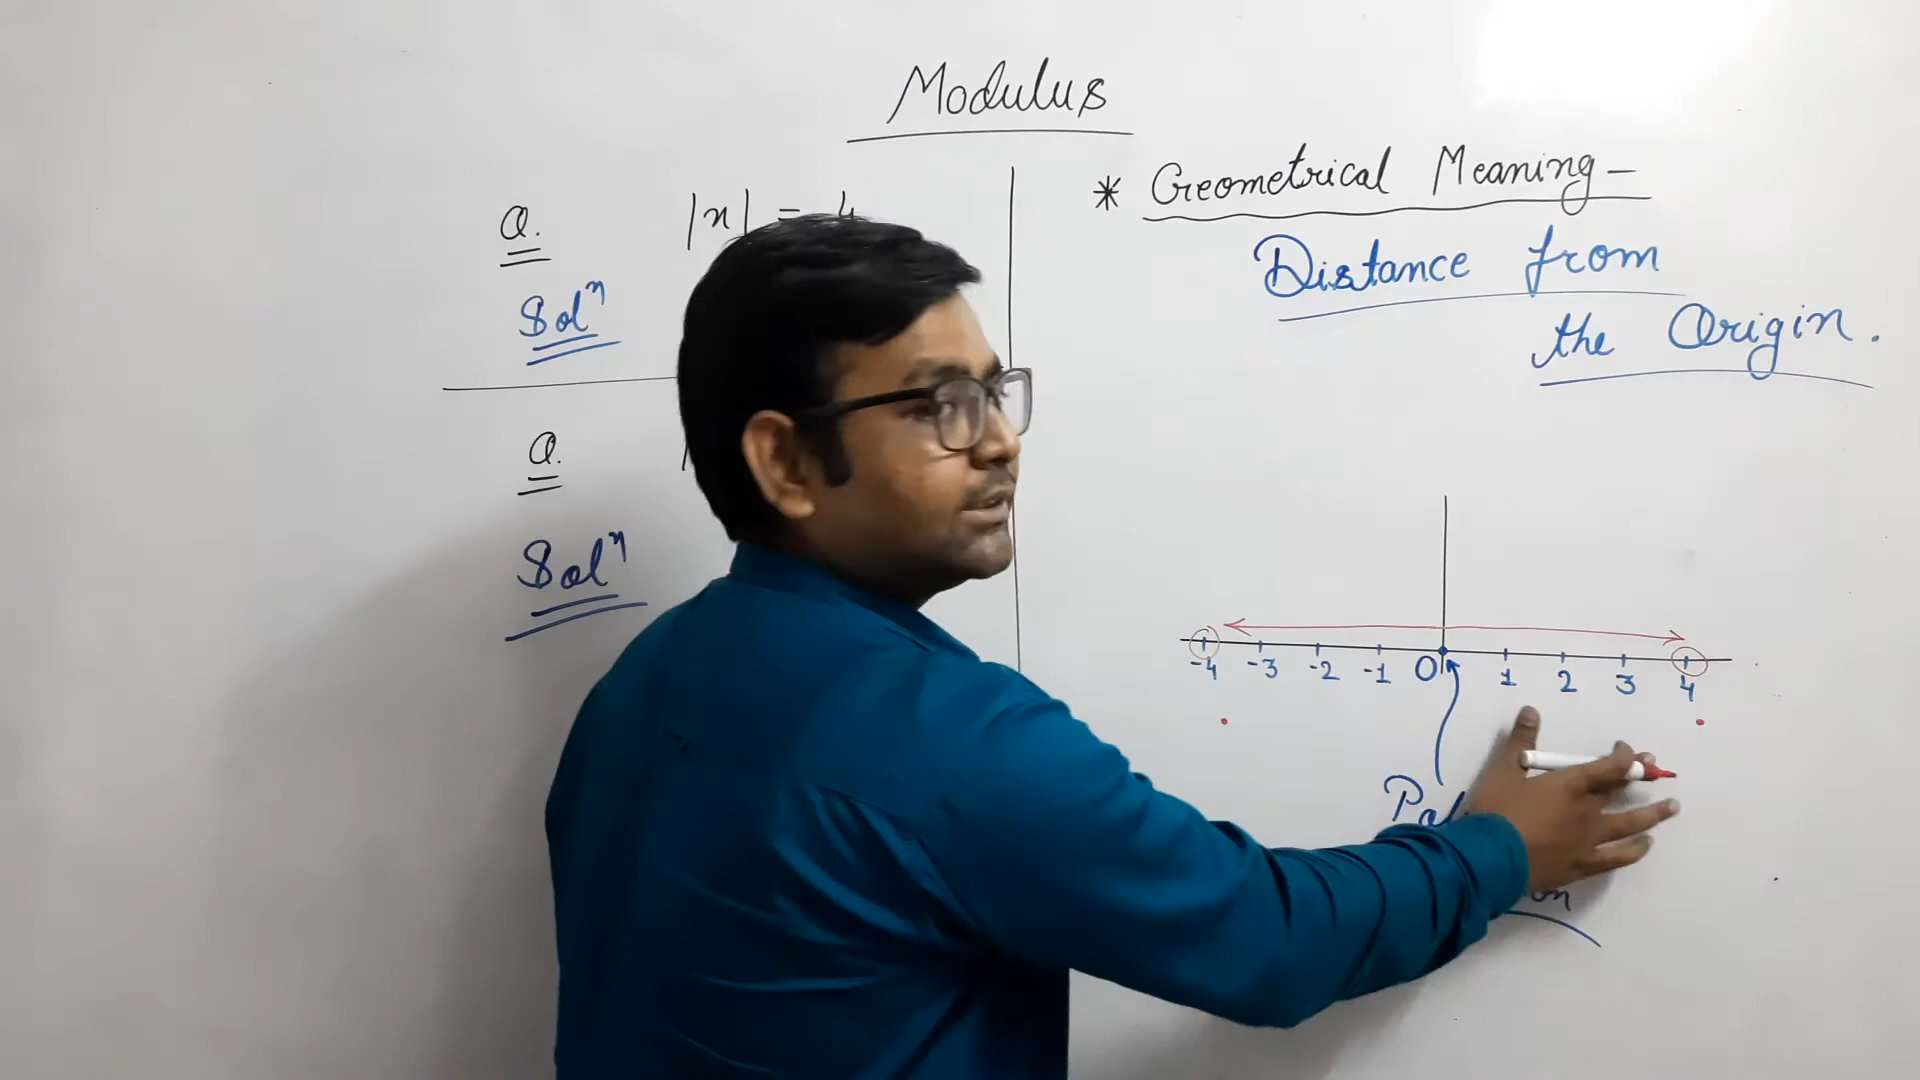 Modulus
Q. |x| = 4
Solⁿ
Q.
Solⁿ
* Geometrical Meaning –
Distance from
the Origin.
-4 -3 -2 -1 0 1 2 3 4